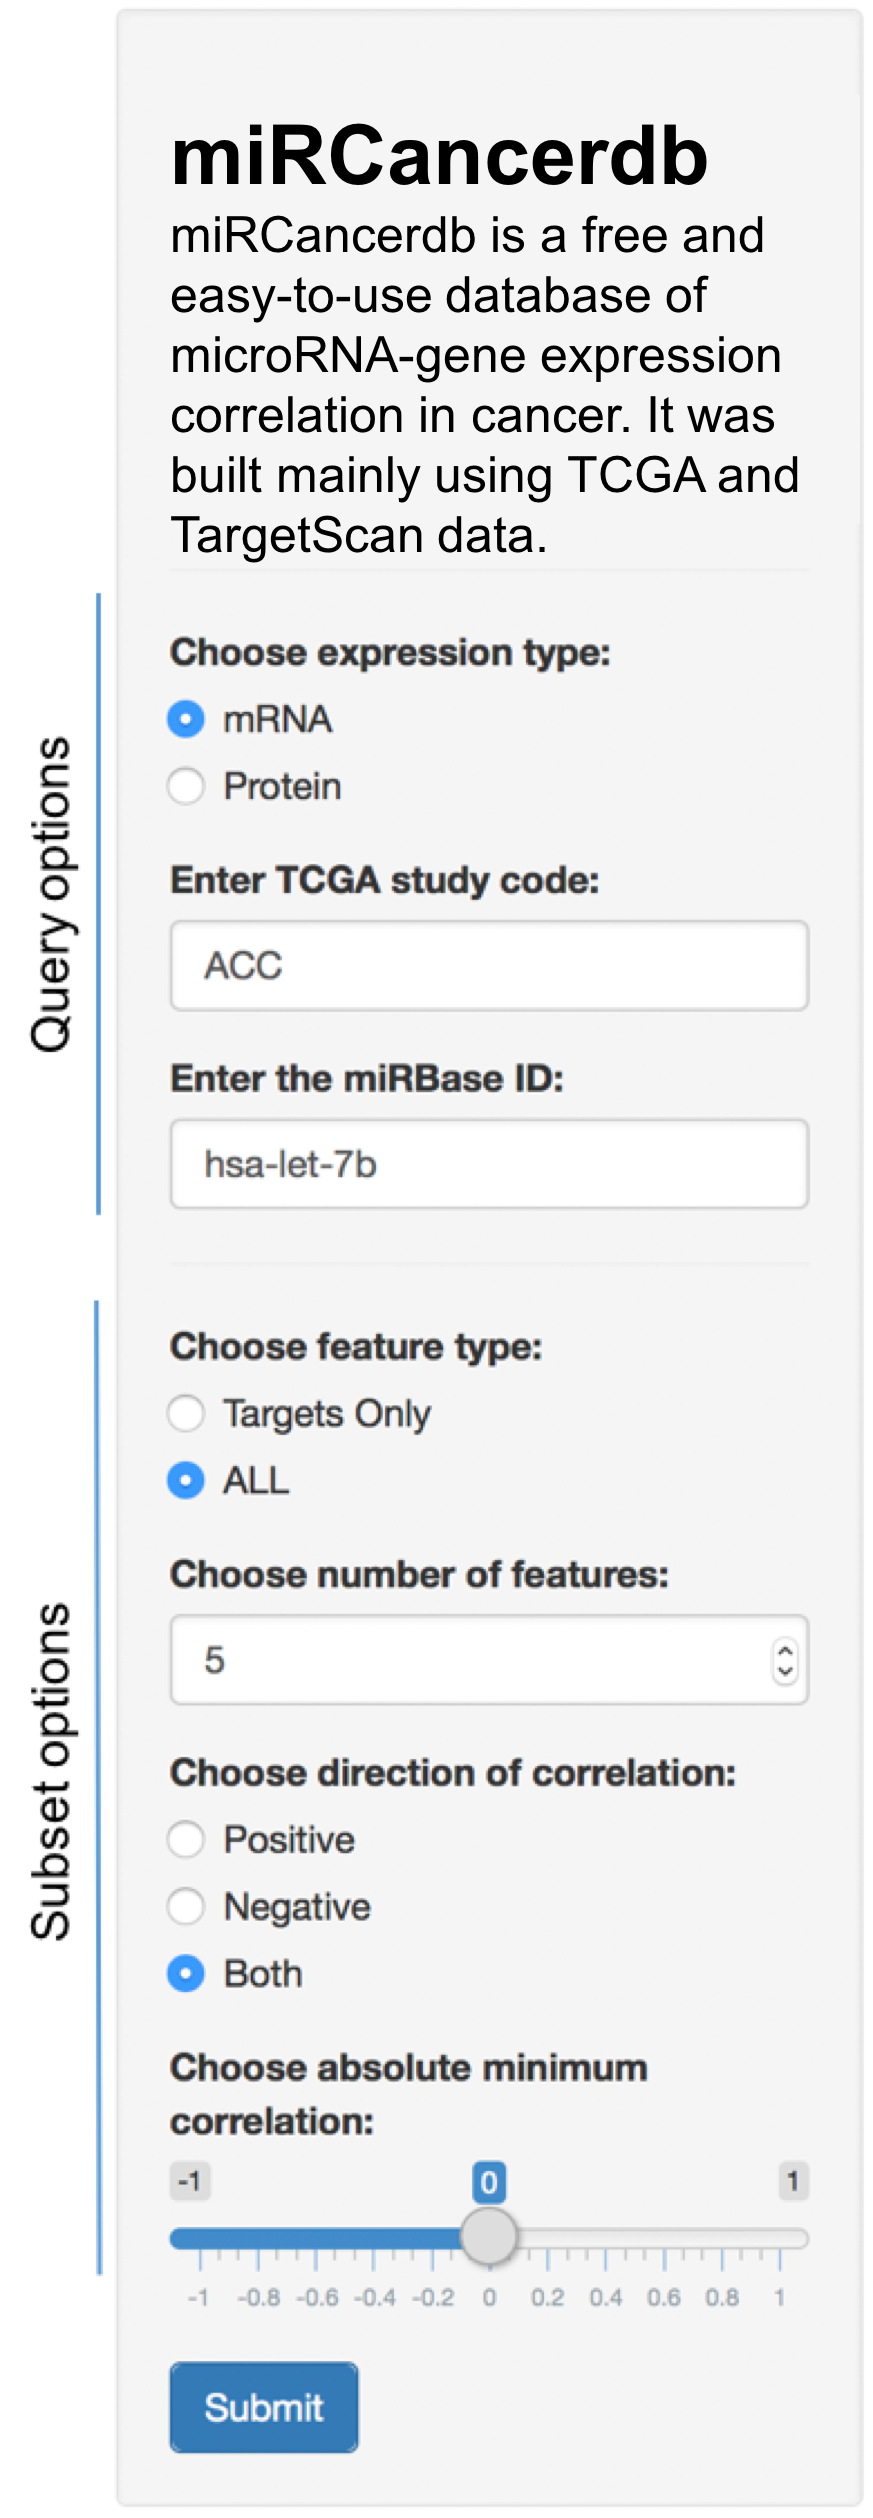 miRCancerdb
miRCancerdb is a free and
easy-to-use database of
microRNA-gene expression
correlation in cancer. It was
built mainly using TCGA and
TargetScan data.
Query options
Choose expression type:
mRNA
Protein
Enter TCGA study code:
ACC
Enter the miRBase ID:
hsa-let-7b
Subset options
Choose feature type:
Targets Only
ALL
Choose number of features:
5
Choose direction of correlation:
Positive
Negative
Both
Choose absolute minimum
correlation:
-1 0 1
-1 -0.8 -0.6 -0.4 -0.2 0 0.2 0.4 0.6 0.8 1
Submit